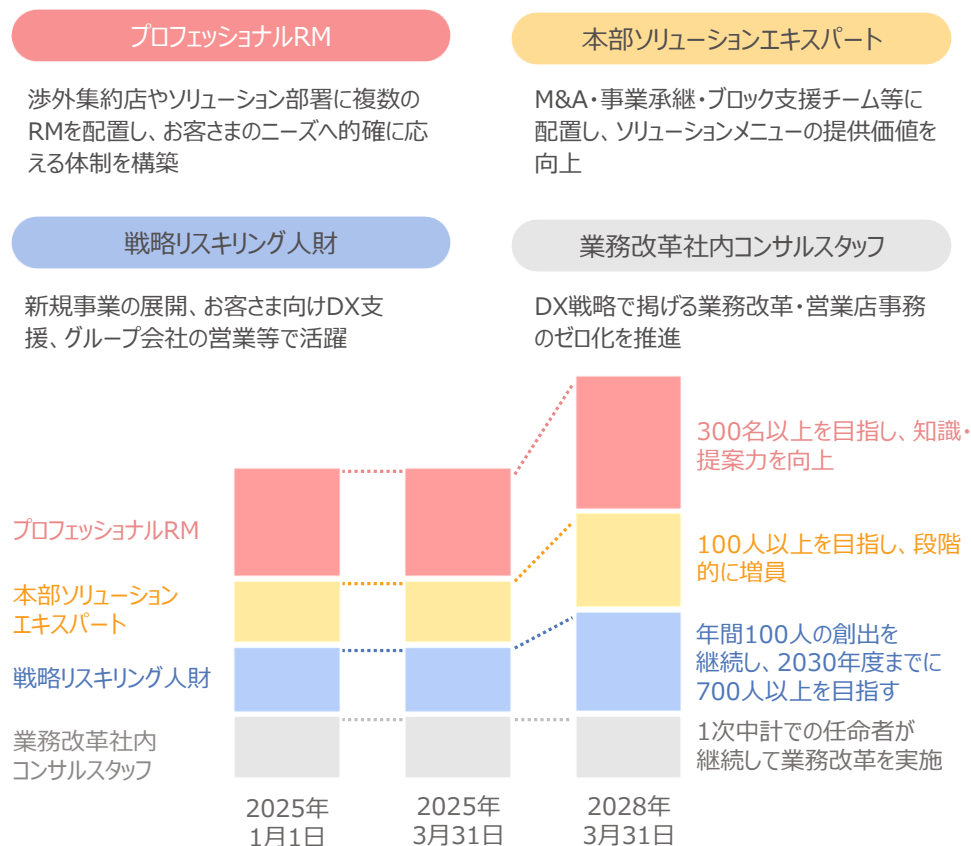 プロフェッショナルRM
渉外集約店やソリューション部署に複数の
RMを配置し、お客さまのニーズへ的確に応
える体制を構築
本部ソリューションエキスパート
M&A・事業承継・ブロック支援チーム等に
配置し、ソリューションメニューの提供価値を
向上
戦略リスキリング人財
新規事業の展開、お客さま向けDX支
援、グループ会社の営業等で活躍
業務改革社内コンサルスタッフ
DX戦略で掲げる業務改革・営業店事務
のゼロ化を推進
プロフェッショナルRM
300名以上を目指し、知識・
提案力を向上
本部ソリューション
エキスパート
100人以上を目指し、段階
的に増員
戦略リスキリング人財
年間100人の創出を
継続し、2030年度までに
700人以上を目指す
業務改革社内
コンサルスタッフ
1次中計での任命者が
継続して業務改革を実施
2025年
1月1日
2025年
3月31日
2028年
3月31日